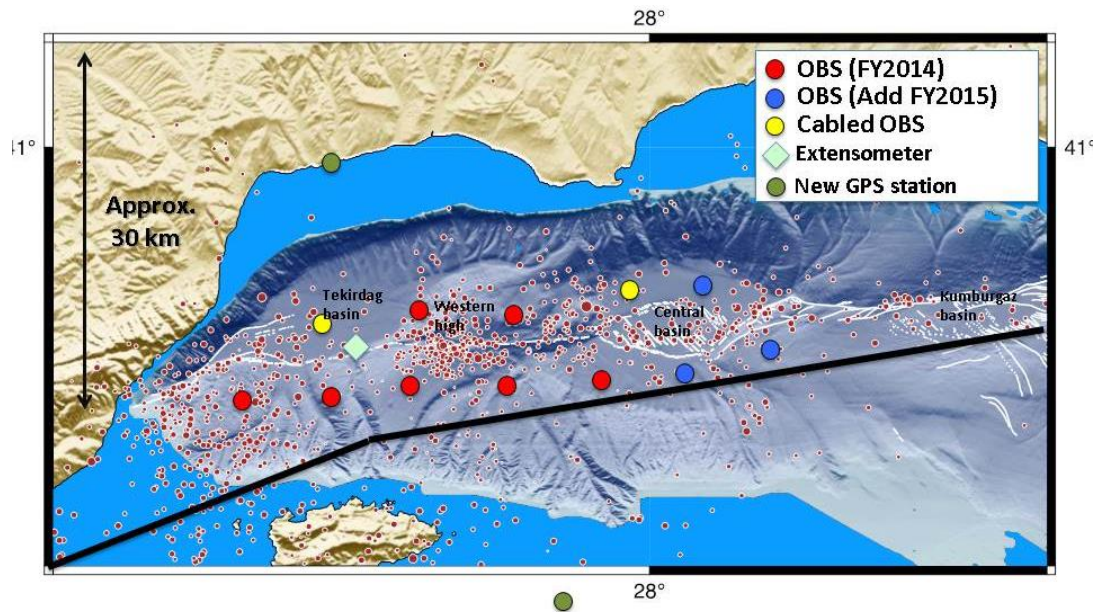 28°
OBS (FY2014)
OBS (Add FY2015)
Cabled OBS
Extensometer
New GPS station
41°
41°
Approx.
30 km
Tekirdag
basin
Western
high
Central
basin
Kumburgaz
basin
28°